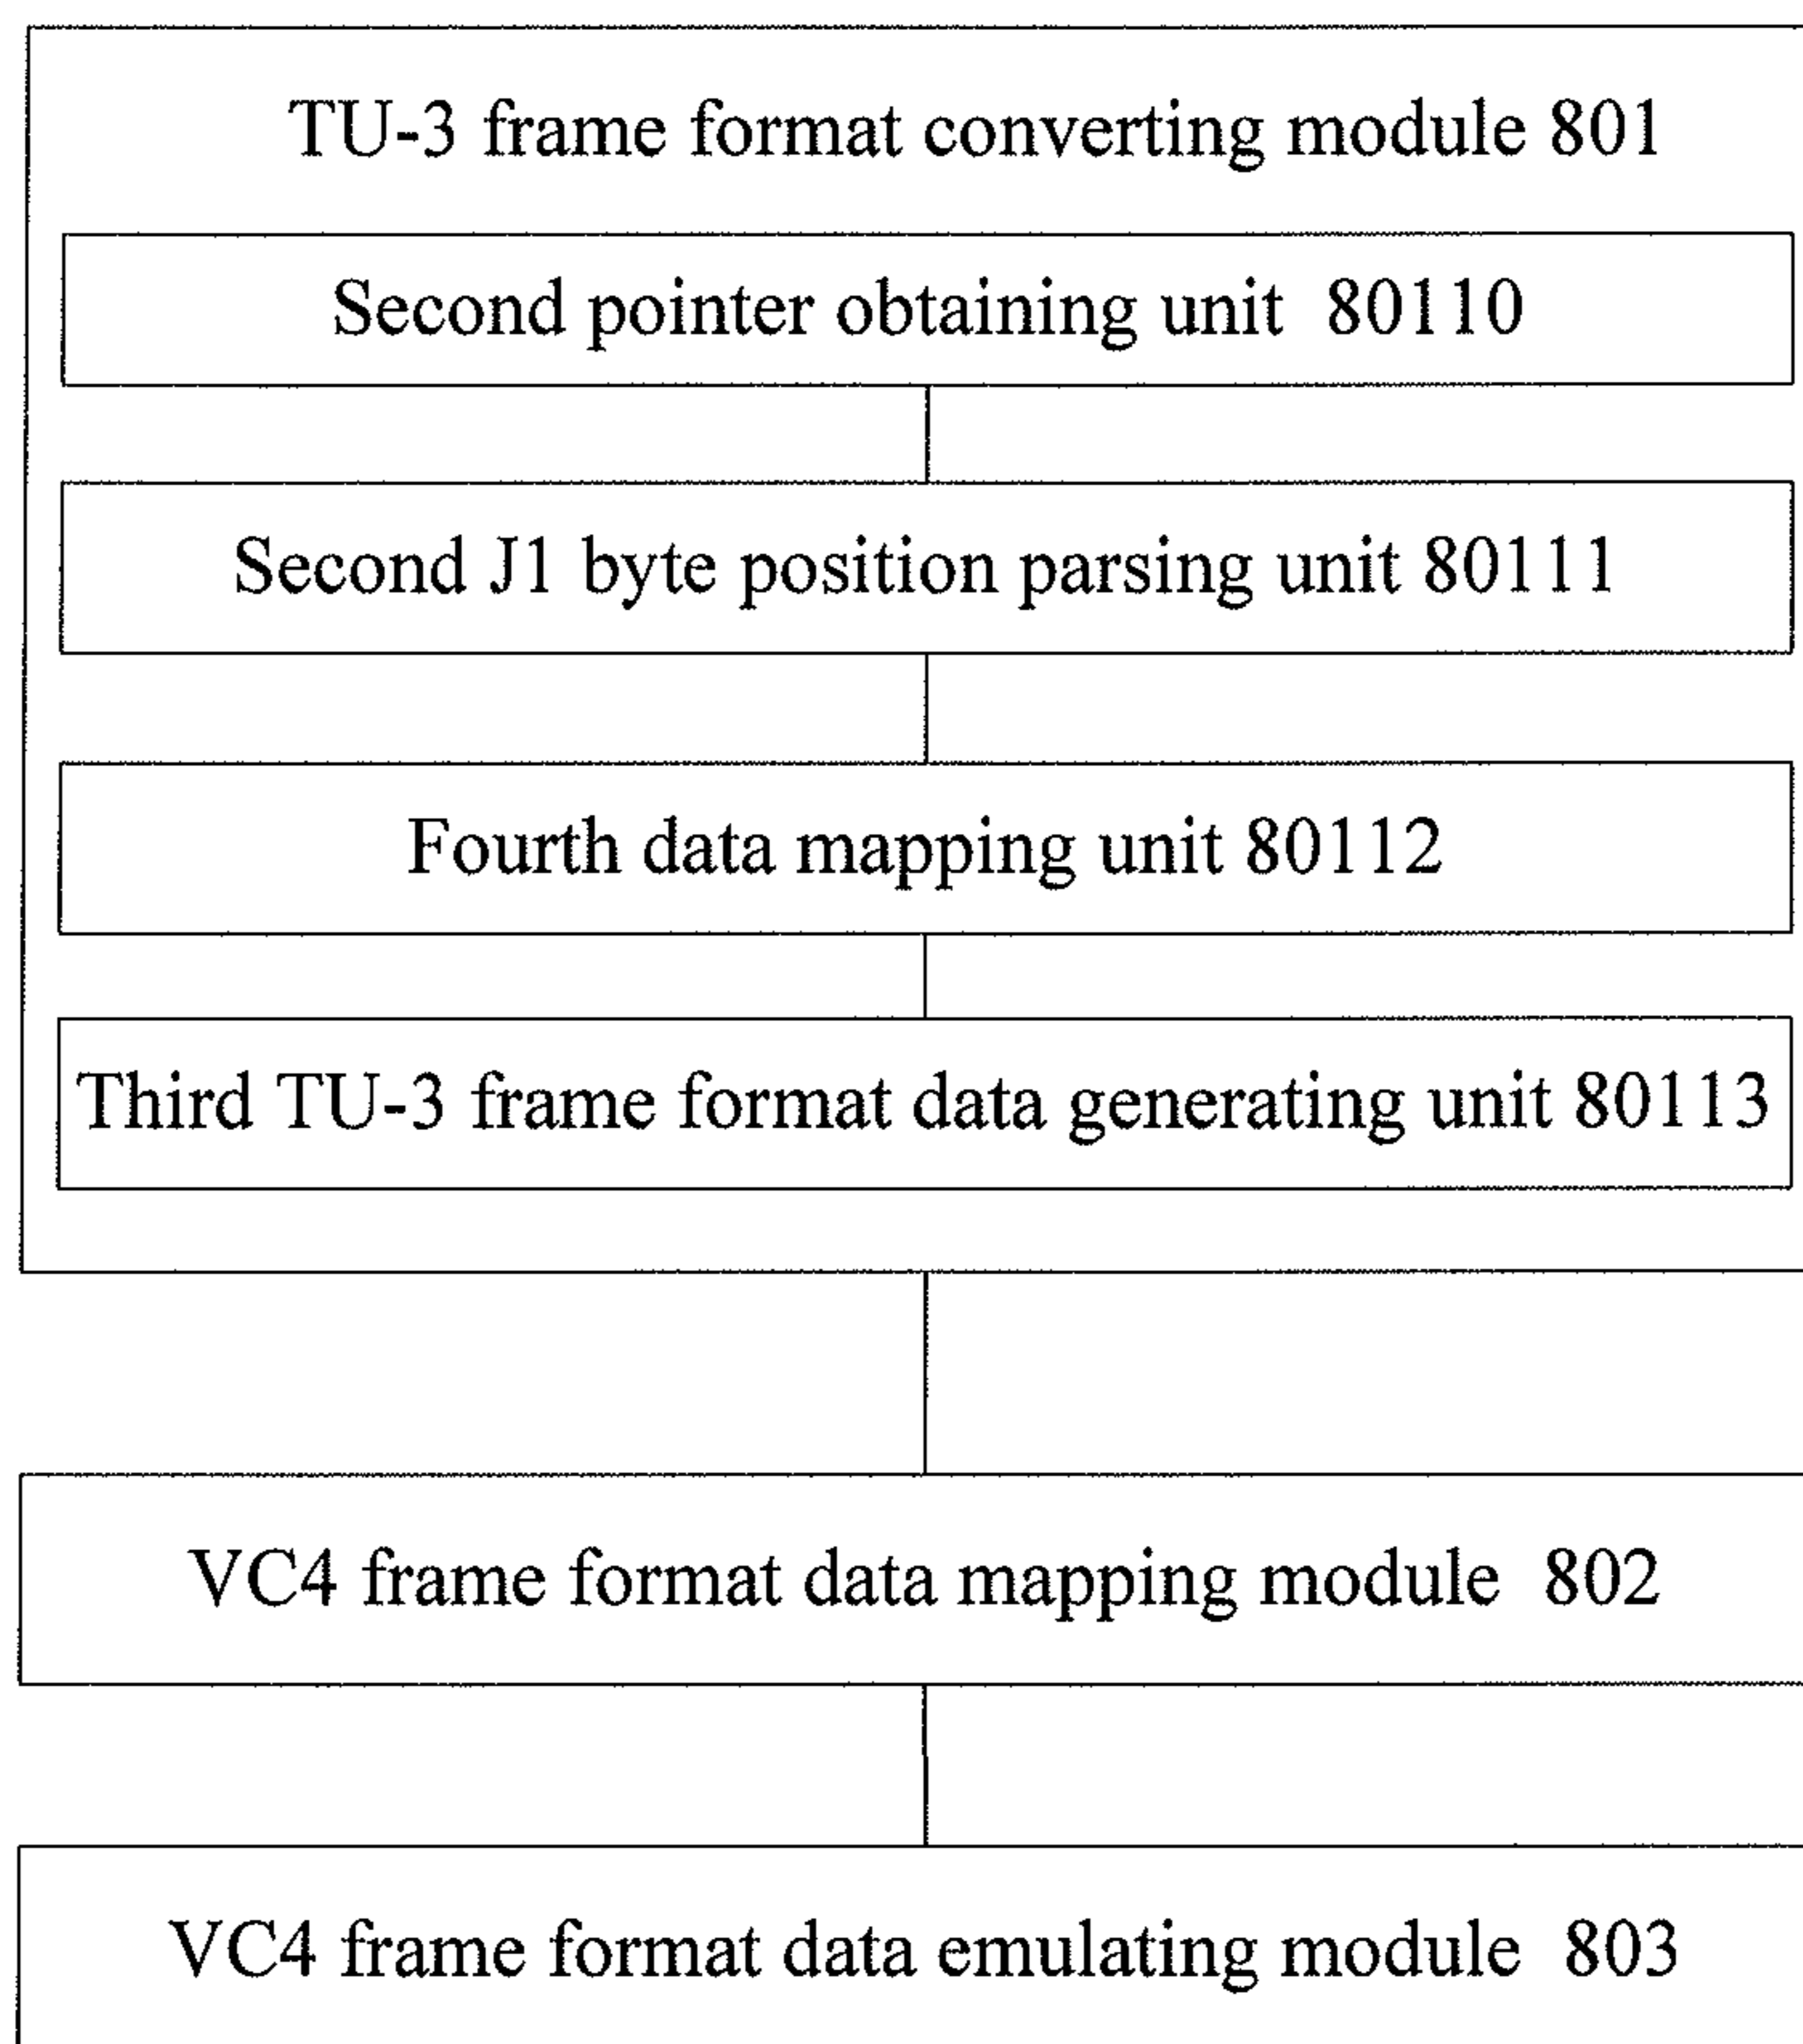 TU-3 frame format converting module 801
Second pointer obtaining unit 80110
Second J1 byte position parsing unit 80111
Fourth data mapping unit 80112
Third TU-3 frame format data generating unit 80113
VC4 frame format data mapping module 802
VC4 frame format data emulating module 803